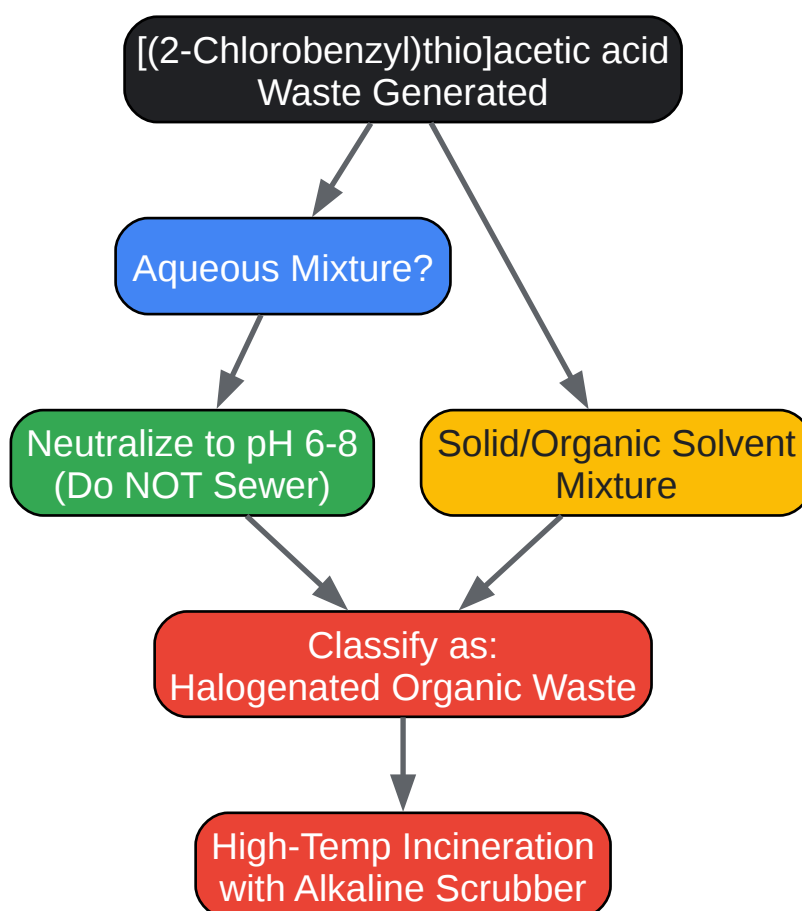 [(2-Chlorobenzyl)thio]acetic acid
Waste Generated
Aqueous Mixture?
Neutralize to pH 6-8
(Do NOT Sewer)
Solid/Organic Solvent
Mixture
Classify as:
Halogenated Organic Waste
High-Temp Incineration
with Alkaline Scrubber